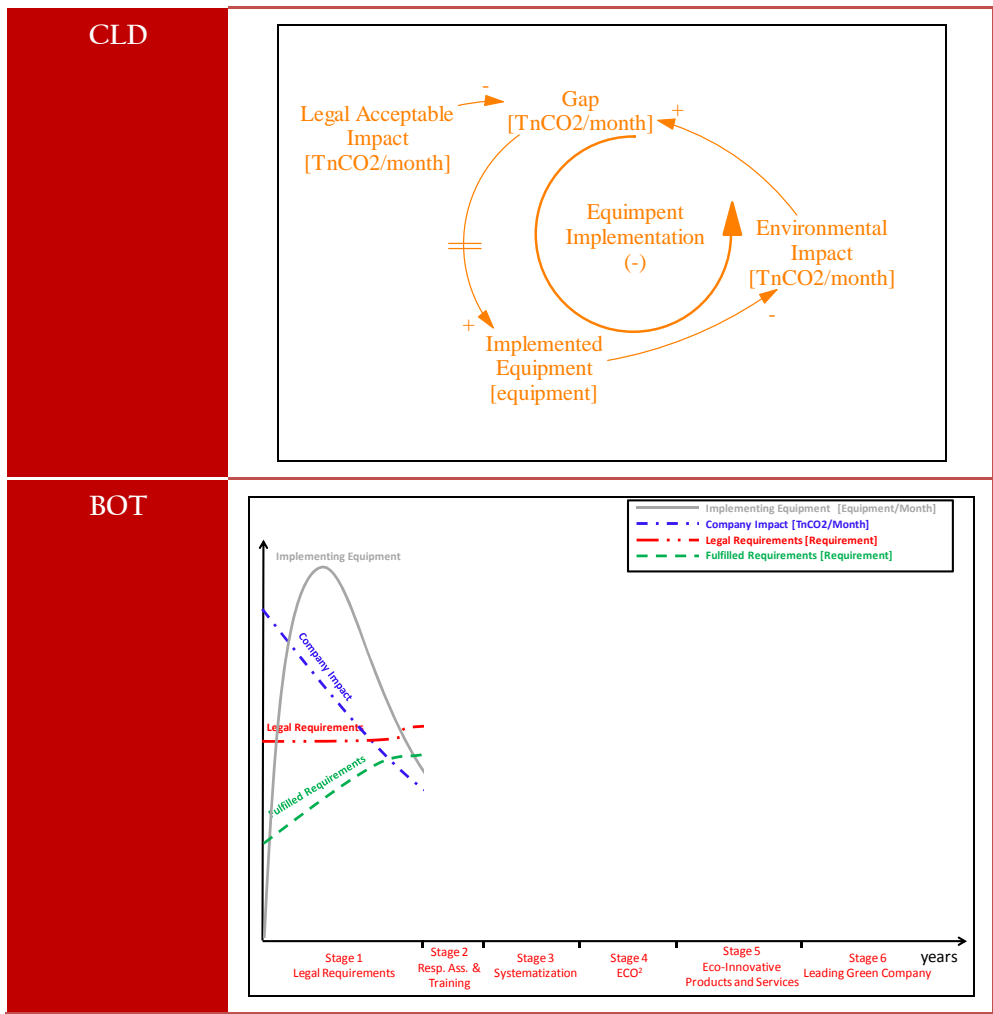 CLD
-
Gap
+
Legal Acceptable
Impact
[TnCO2/month]
[TnCO2/month]
Equimpent
Implementation
(-)
Environmental
Impact
[TnCO2/month]
+
-
Implemented
Equipment
[equipment]
BOT
Implementing Equipment [Equipment/Month]
Company Impact [TnCO2/Month]
Legal Requirements [Requirement]
Fulfilled Requirements [Requirement]
Implementing Equipment
Company Impact
Legal Requirements
Fulfilled Requirements
years
Stage 1
Legal Requirements
Stage 2
Resp. Ass. &
Training
Stage 3
Systematization
Stage 4
ECO²
Stage 5
Eco-Innovative
Products and Services
Stage 6
Leading Green Company